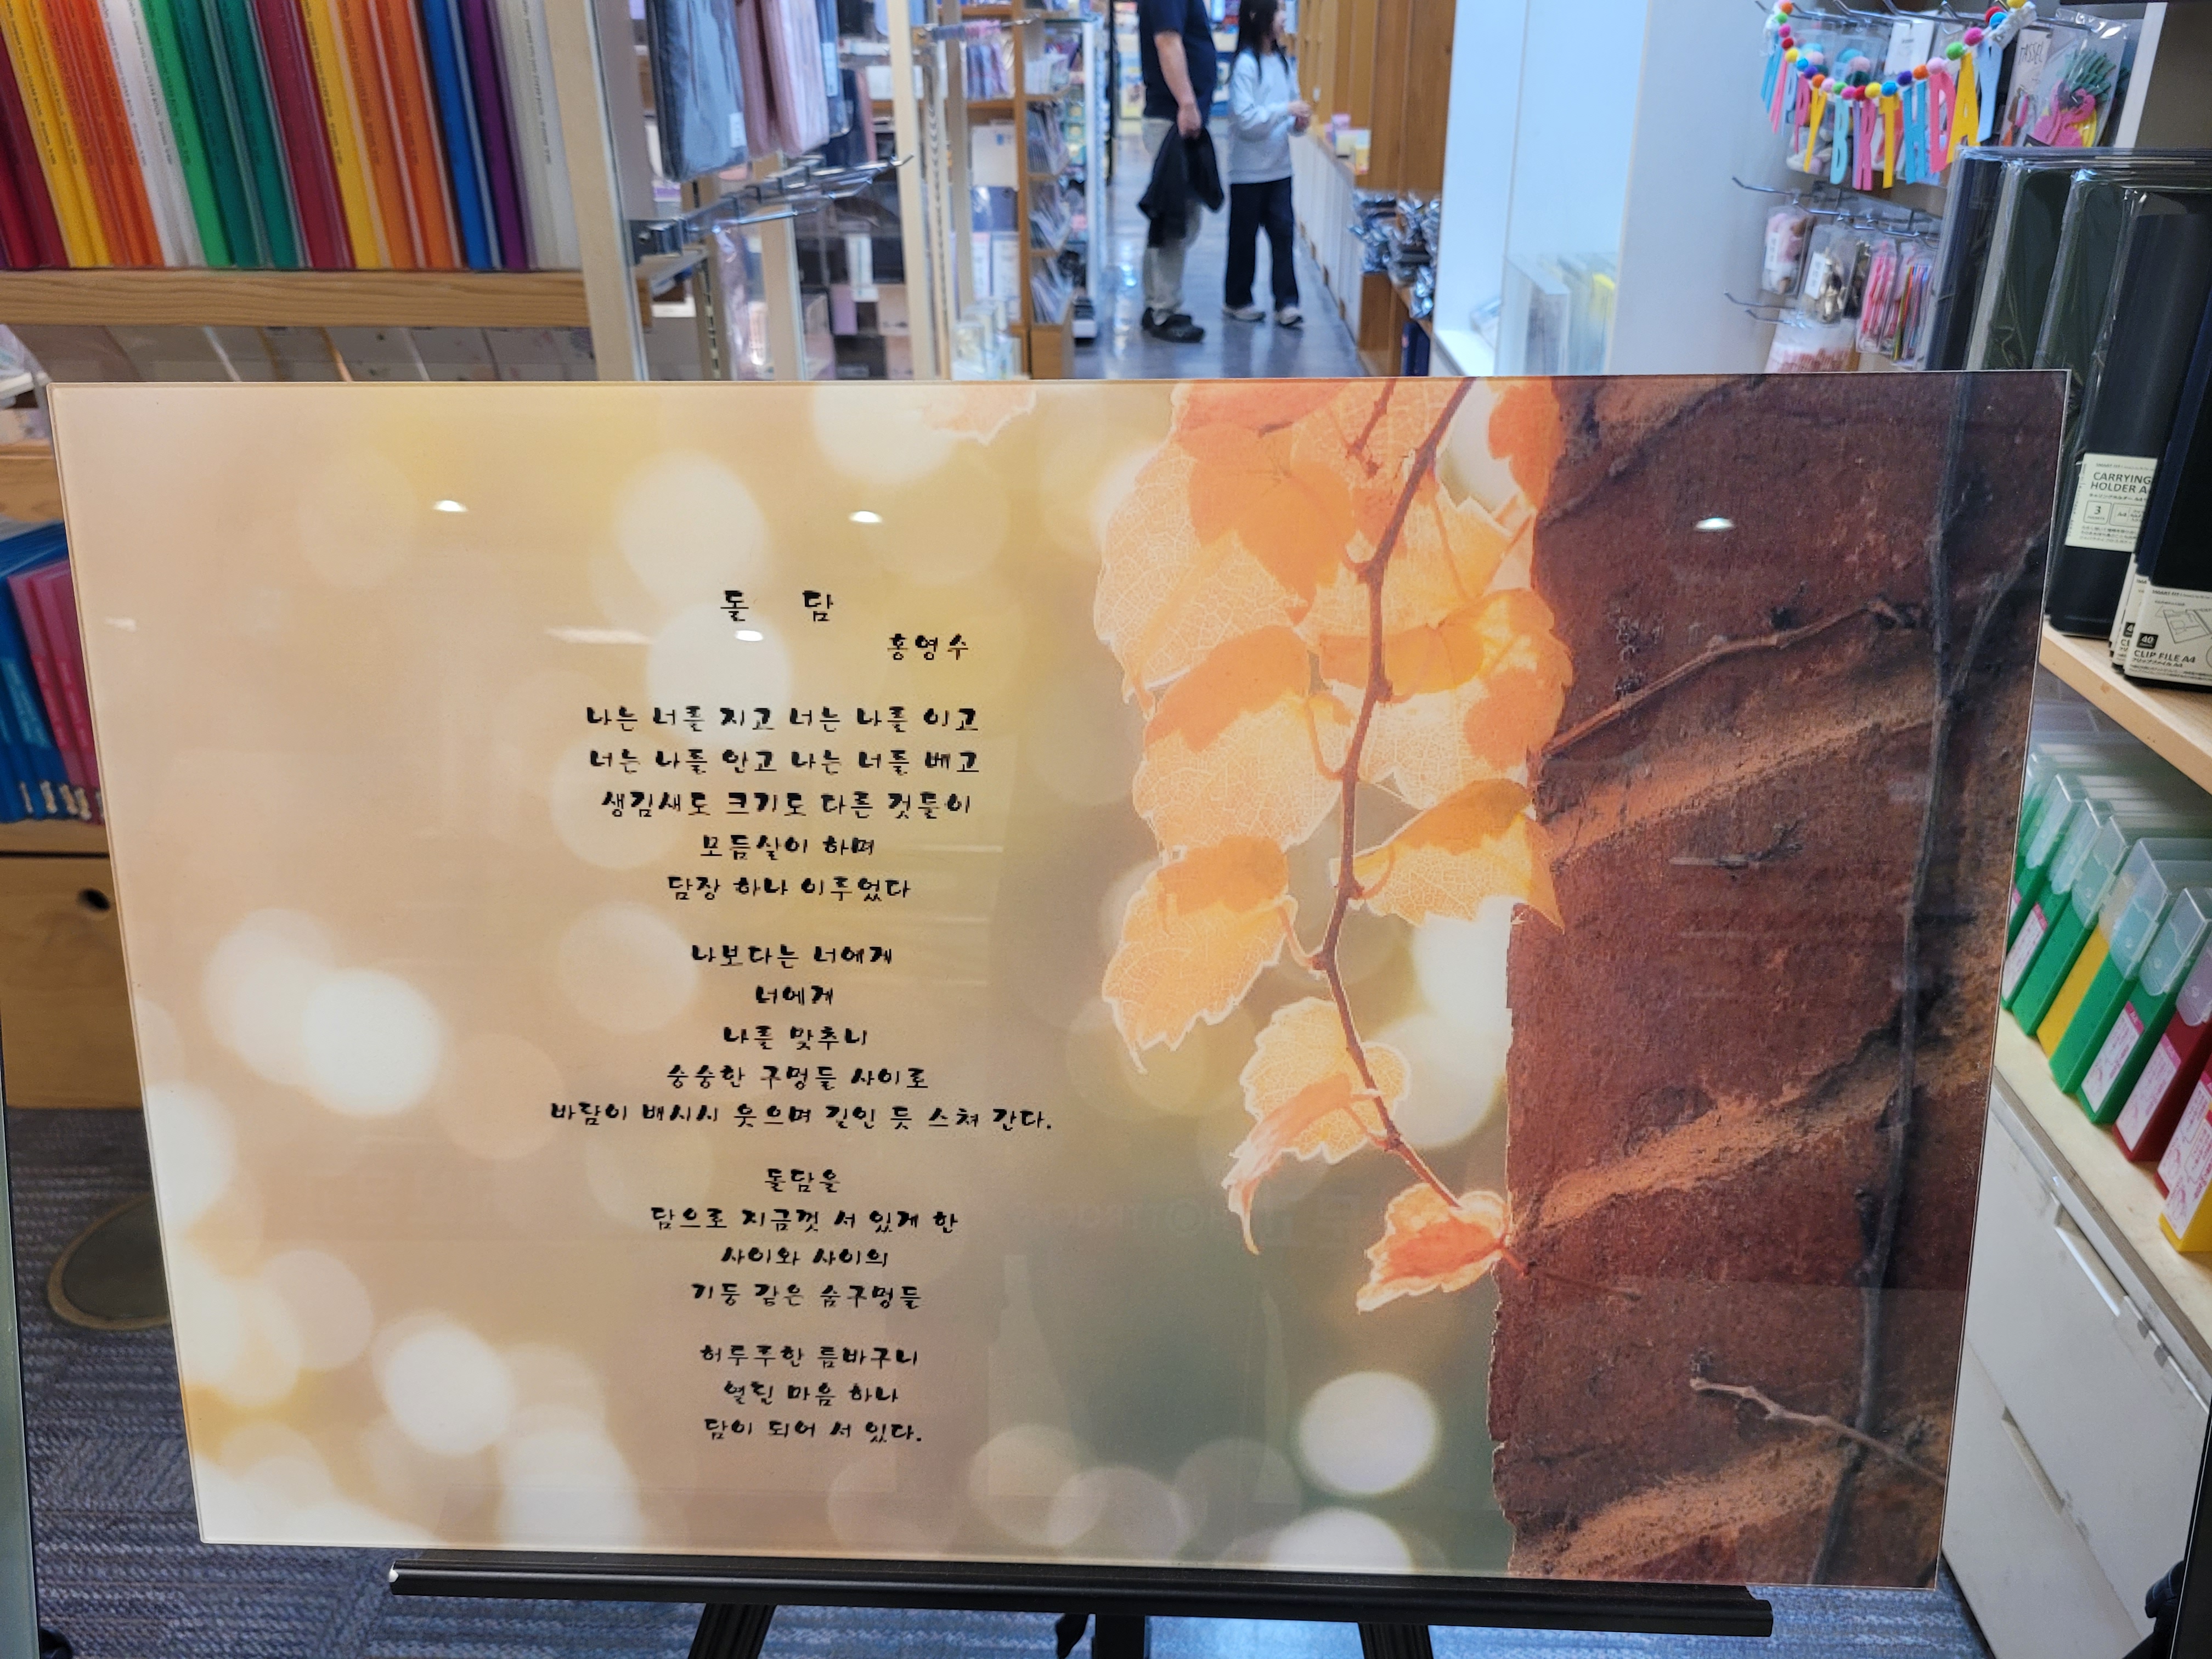 HAPPY BIRTHDAY
돌 담
홍영수
나는 너를 지고 너는 나를 이고
너는 나를 안고 나는 너를 베고
생김새도 크기도 다른 것들이
모듬살이 하며
담장 하나 이루었다
나보다는 너에게
너에게
나를 맞추니
숭숭한 구멍들 사이로
바람이 배시시 웃으며 길인 듯 스쳐 간다.
돌담을
담으로 지금껏 서 있게 한
사이와 사이의
기둥 같은 숨구멍들
허투루한 틈바구니
열린 마음 하나
담이 되어 서 있다.
CARRYING
HOLDER A
3
40
CLIP FILE A4